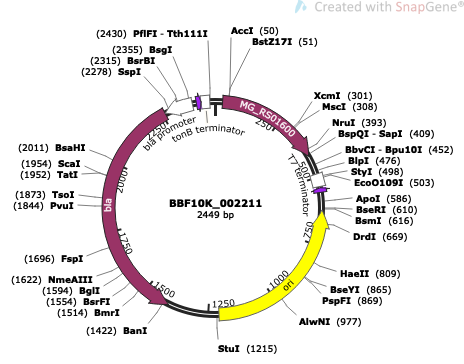 Created with SnapGene®
(2430) PflFI - Tth111I
(2355) BsgI
(2315) BsrBI
(2278) SspI
AccI (50)
BstZ17I (51)
XcmI (301)
MscI (308)
NruI (393)
BspQI - SapI (409)
BbvCI - Bpu10I (452)
BlpI (476)
StyI (498)
EcoO109I (503)
ApoI (586)
BseRI (610)
BsmI (616)
DrdI (669)
HaeII (809)
BseYI (865)
PspFI (869)
AlwNI (977)
StuI (1215)
(2011) BsaHI
(1954) ScaI
(1952) TatI
(1873) TsoI
(1844) PvuI
(1696) FspI
(1622) NmeAIII
(1594) BglI
(1554) BsrFI
(1514) BmrI
(1422) BanI
MG_RS01600
bla promoter
tonB terminator
T7 terminator
bla
ori
250
500
750
1000
1250
1500
1750
2000
2250
BBF10K_002211
2449 bp